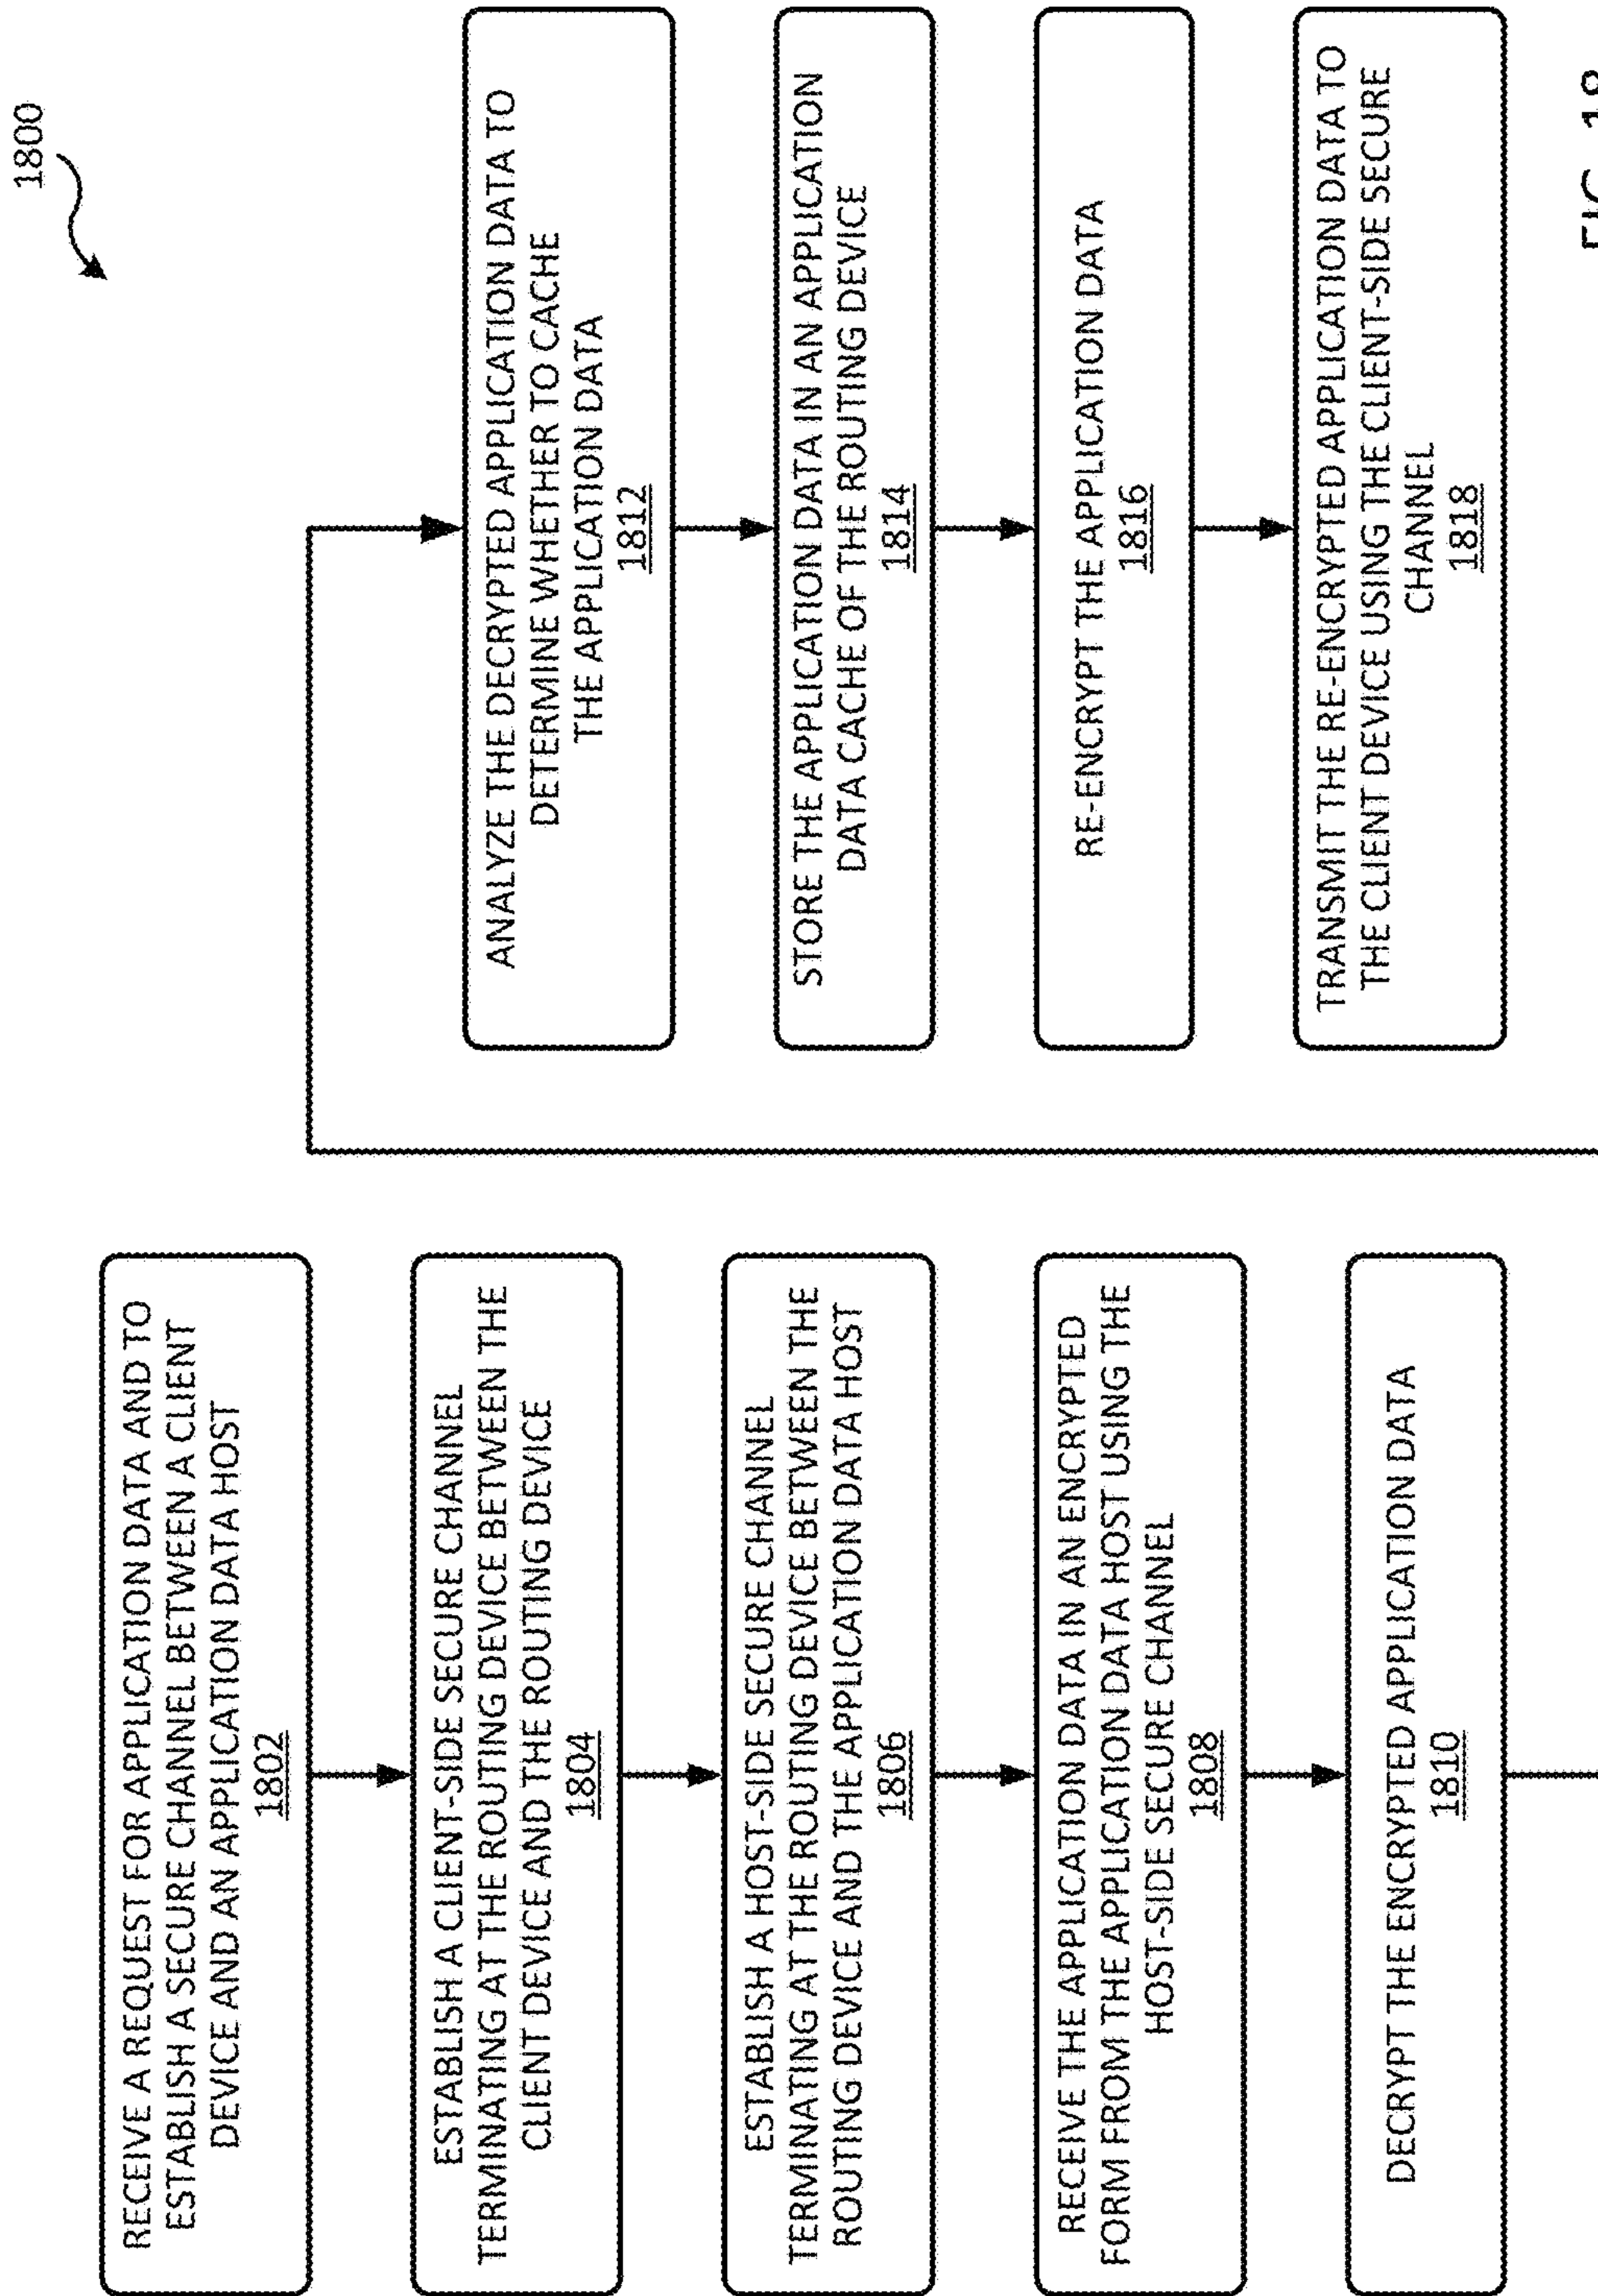 1800
RECEIVE A REQUEST FOR APPLICATION DATA AND TO
ESTABLISH A SECURE CHANNEL BETWEEN A CLIENT
DEVICE AND AN APPLICATION DATA HOST
1802
ESTABLISH A CLIENT-SIDE SECURE CHANNEL
TERMINATING AT THE ROUTING DEVICE BETWEEN THE
CLIENT DEVICE AND THE ROUTING DEVICE
1804
ESTABLISH A HOST-SIDE SECURE CHANNEL
TERMINATING AT THE ROUTING DEVICE BETWEEN THE
ROUTING DEVICE AND THE APPLICATION DATA HOST
1806
RECEIVE THE APPLICATION DATA IN AN ENCRYPTED
FORM FROM THE APPLICATION DATA HOST USING THE
HOST-SIDE SECURE CHANNEL
1808
DECRYPT THE ENCRYPTED APPLICATION DATA
1810
ANALYZE THE DECRYPTED APPLICATION DATA TO
DETERMINE WHETHER TO CACHE
THE APPLICATION DATA
1812
STORE THE APPLICATION DATA IN AN APPLICATION
DATA CACHE OF THE ROUTING DEVICE
1814
RE-ENCRYPT THE APPLICATION DATA
1816
TRANSMIT THE RE-ENCRYPTED APPLICATION DATA TO
THE CLIENT DEVICE USING THE CLIENT-SIDE SECURE
CHANNEL
1818
FIG. 18